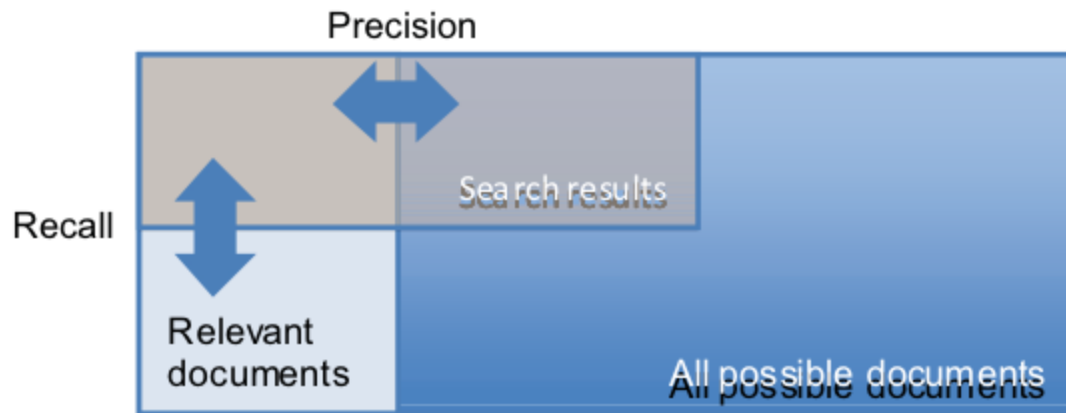 Precision
Search results
Recall
Relevant
documents
All possible documents